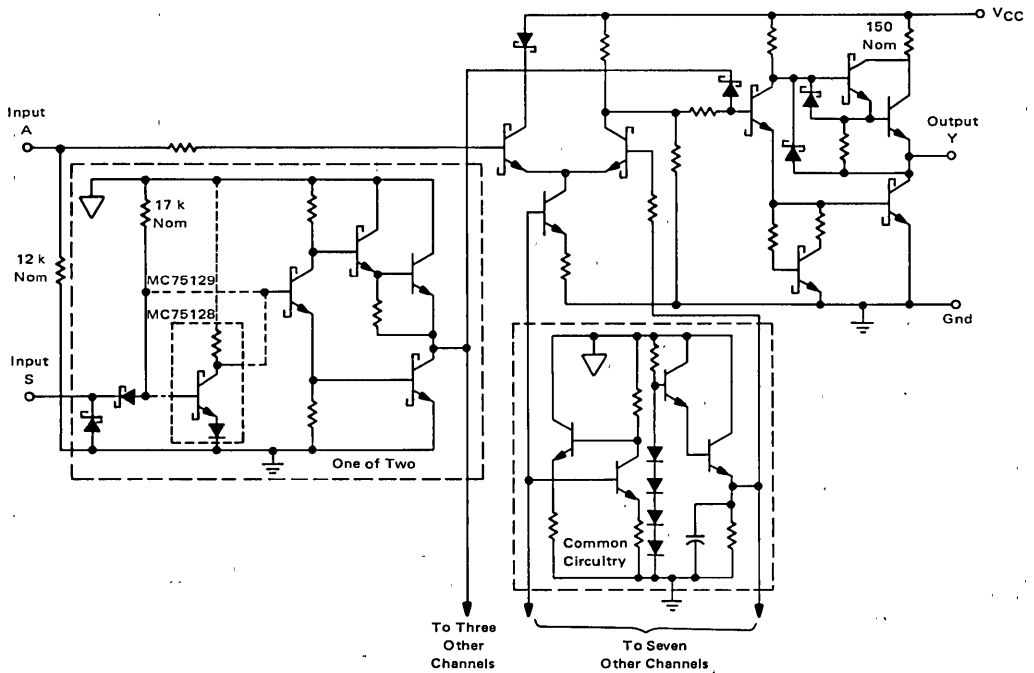 VCC
150
Nom
Input
A
Output
Y
17 k
Nom
12 k
Nom
MC75129
MC75128
Gnd
Input
S
One of Two
Common
Circuitry
To Three
Other
Channels
To Seven
Other Channels